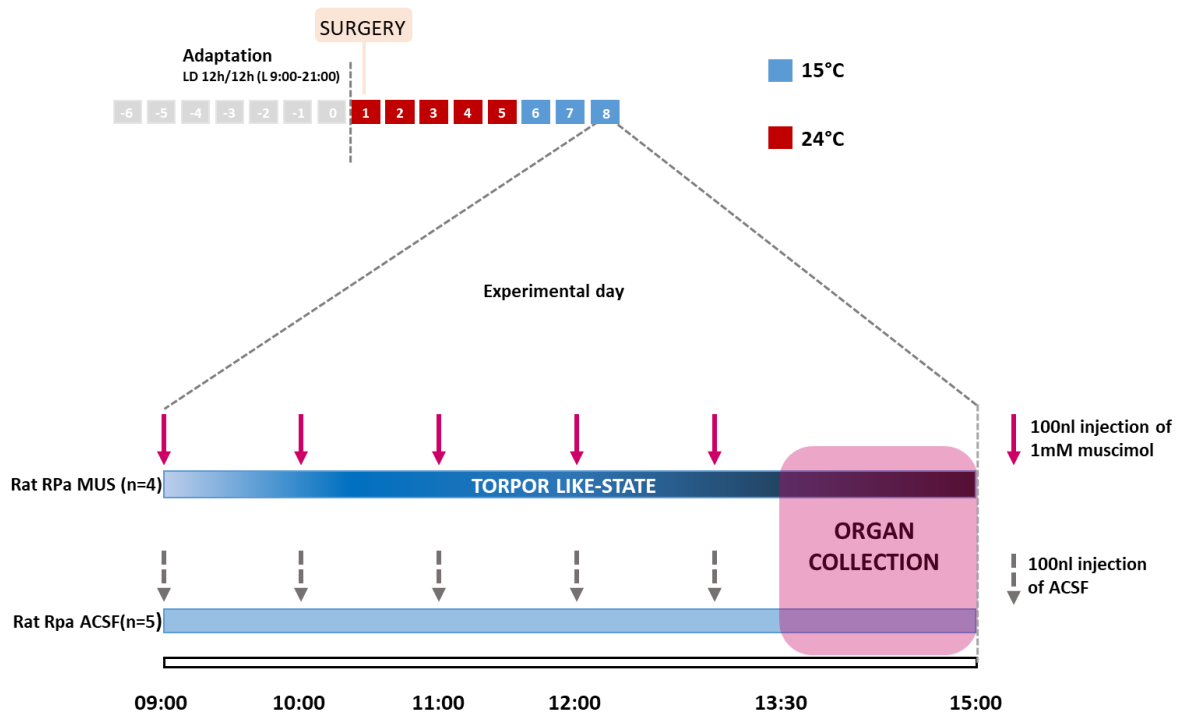 SURGERY
Adaptation
LD 12h/12h (L 9:00-21:00)
-6 -5 -4 -3 -2 -1 0 1 2 3 4 5 6 7 8
15°C
24°C
Experimental day
100nl injection of
1mM muscimol
Rat RPa MUS (n=4)
TORPOR LIKE-STATE
ORGAN
COLLECTION
100nl injection
of ACSF
Rat Rpa ACSF(n=5)
09:00 10:00 11:00 12:00 13:30 15:00